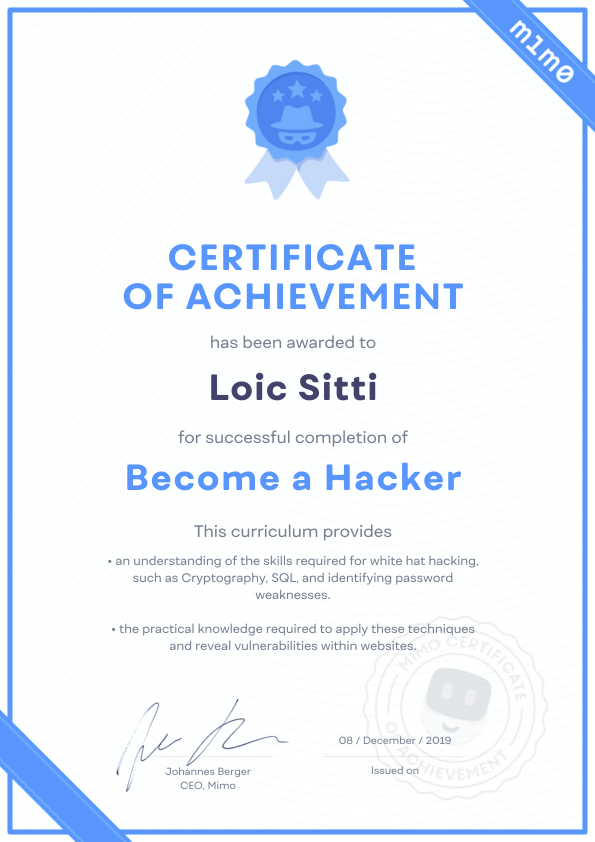 m1m0
CERTIFICATE
OF ACHIEVEMENT
has been awarded to
Loic Sitti
for successful completion of
Become a Hacker
This curriculum provides
• an understanding of the skills required for white hat hacking,
such as Cryptography, SQL, and identifying password
weaknesses.
• the practical knowledge required to apply these techniques
and reveal vulnerabilities within websites.
MIMO CERTIFICATE
OF ACHIEVEMENT
08 / December / 2019
Johannes Berger
CEO, Mimo
Issued on